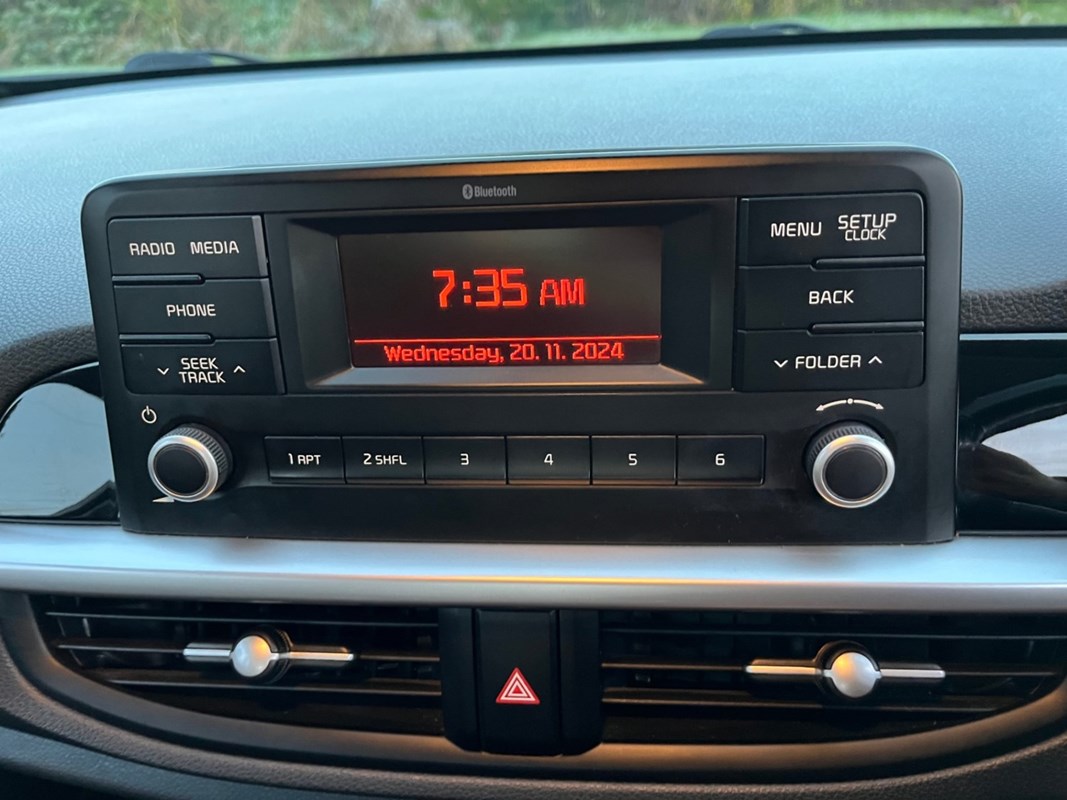 Bluetooth
RADIO MEDIA
PHONE
SEEK
TRACK
7:35 AM
Wednesday, 20. 11. 2024
MENU SETUP
CLOCK
BACK
FOLDER
1 RPT 2 SHFL 3 4 5 6